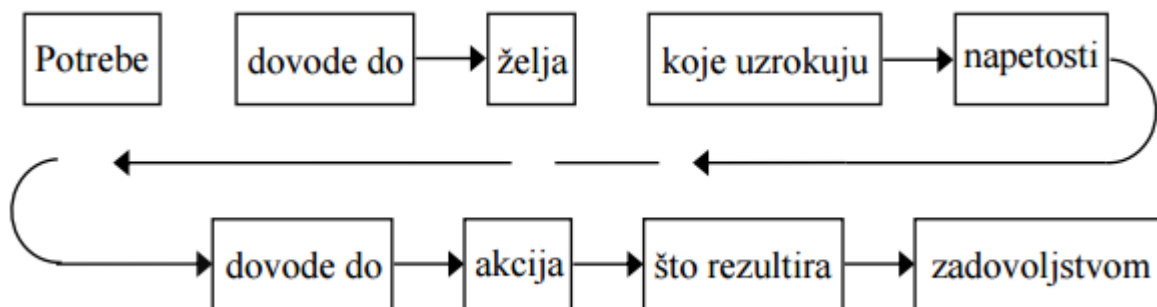 Potrebe dovode do želja koje uzrokuju napetosti
dovode do akcija što rezultira zadovoljstvom